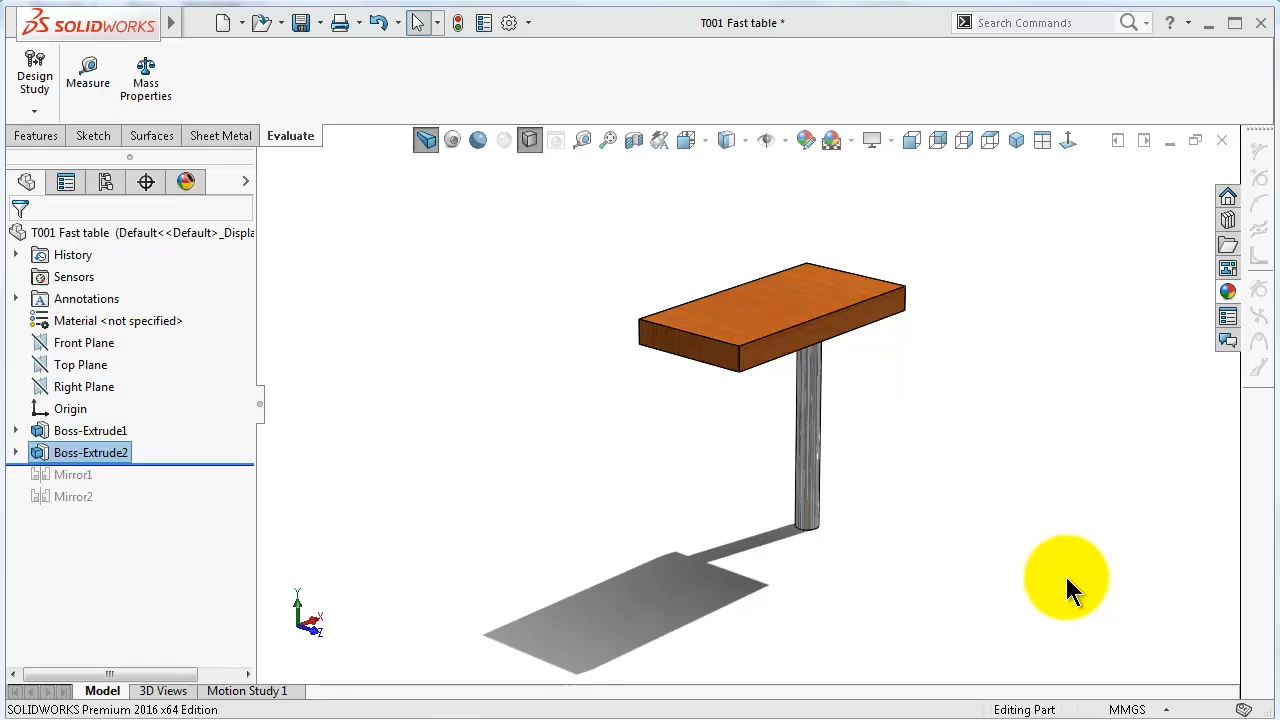 SOLIDWORKS
T001 Fast table *
Search Commands
?
Design
Study
Measure
Mass
Properties
Features
Sketch
Surfaces
Sheet Metal
Evaluate
T001 Fast table (Default<<Default>_Displa
History
Sensors
A Annotations
Material <not specified>
Front Plane
Top Plane
Right Plane
Origin
Boss-Extrude1
Boss-Extrude2
Mirror1
Mirror2
Y
X
Z
Model
3D Views
Motion Study 1
SOLIDWORKS Premium 2016 x64 Edition
Editing Part
MMGS